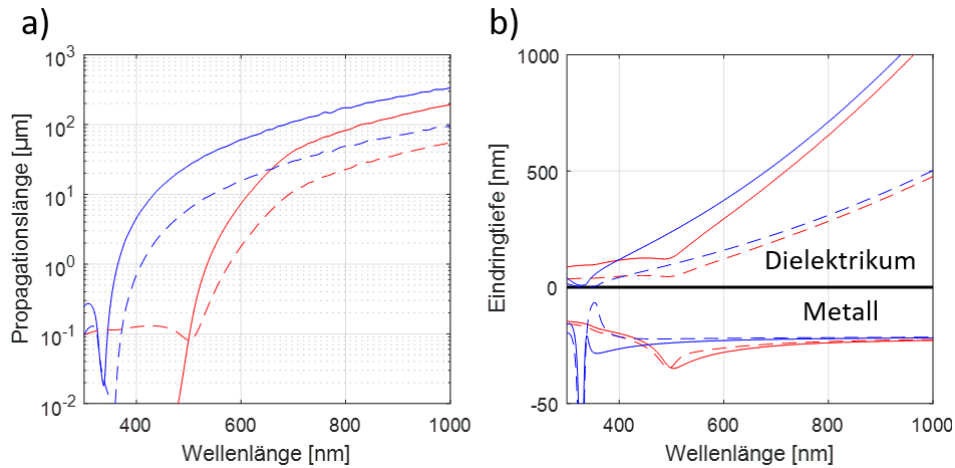 a)
Propagationslänge [µm]
10³
10²
10¹
10⁰
10⁻¹
10⁻²
400
600
800
1000
Wellenlänge [nm]
b)
Eindringtiefe [nm]
1000
500
0
-50
Dielektrikum
Metall
400
600
800
1000
Wellenlänge [nm]